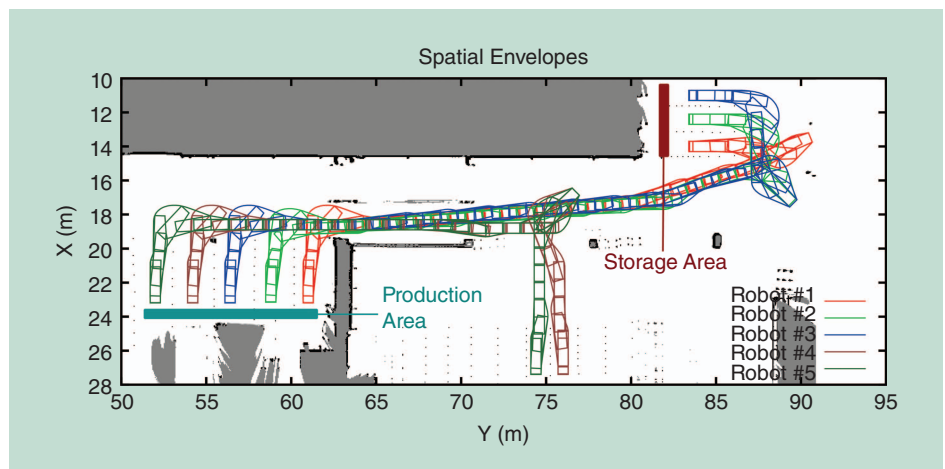 Spatial Envelopes
10
12
14
16
18
20
22
24
26
28
X (m)
Storage Area
Production
Area
Robot #1
Robot #2
Robot #3
Robot #4
Robot #5
50 55 60 65 70 75 80 85 90 95
Y (m)